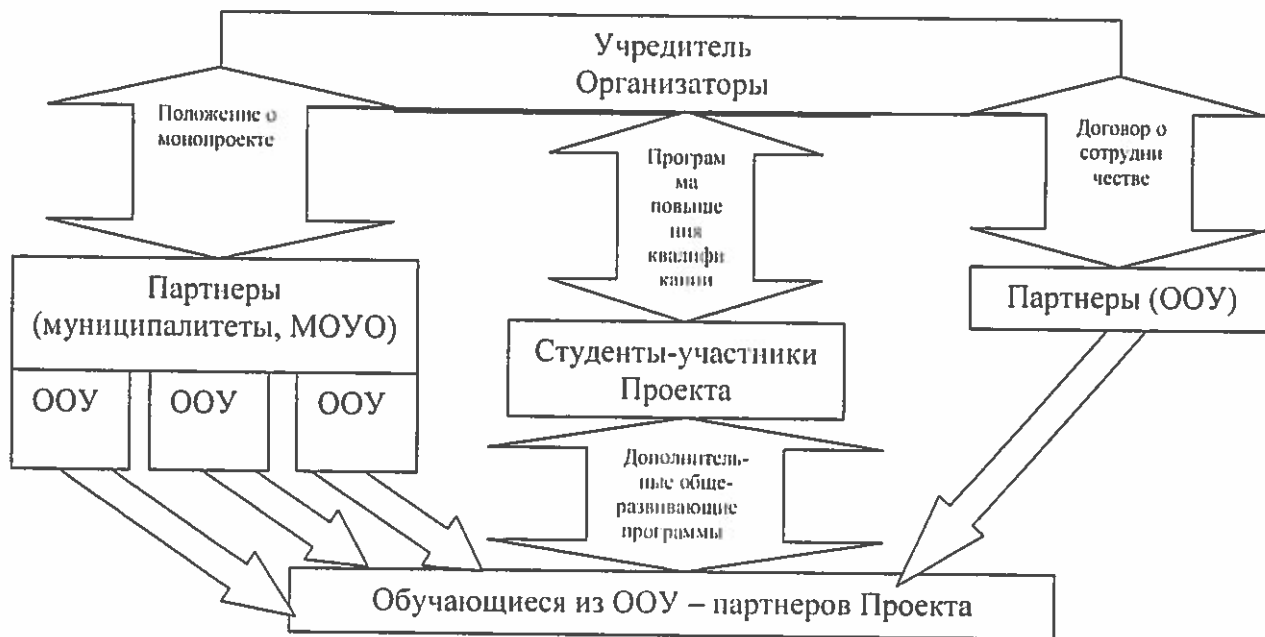 Учредитель
Организаторы
Положение о
монопроекте
Програм
ма
повыше
ния
квалифи
кации
Договор о
сотрудни
честве
Партнеры
(муниципалитеты, МОУО)
ООУ ООУ ООУ
Партнеры (ООУ)
Студенты-участники
Проекта
Дополнитель-
ные обще-
развивающие
программы
Обучающиеся из ООУ – партнеров Проекта